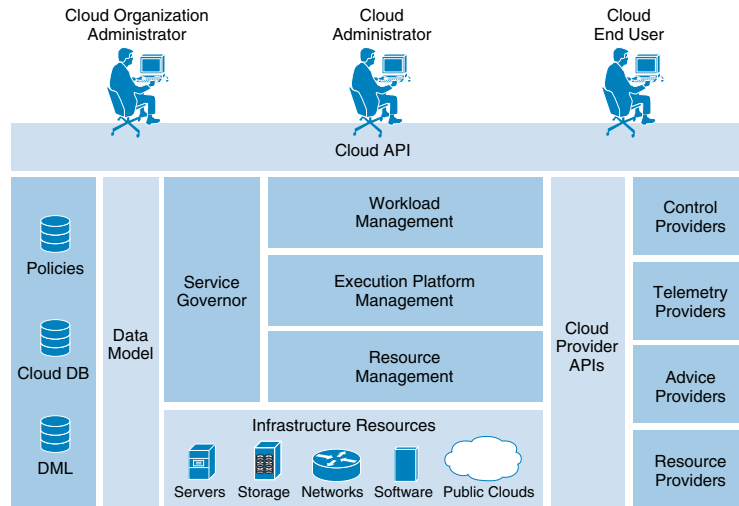 Cloud Organization
Administrator
Cloud
Administrator
Cloud
End User
Cloud API
Policies
Cloud DB
DML
Data
Model
Service
Governor
Workload
Management
Execution Platform
Management
Resource
Management
Infrastructure Resources
Servers
Storage
Networks
Software
Public Clouds
Cloud
Provider
APIs
Control
Providers
Telemetry
Providers
Advice
Providers
Resource
Providers